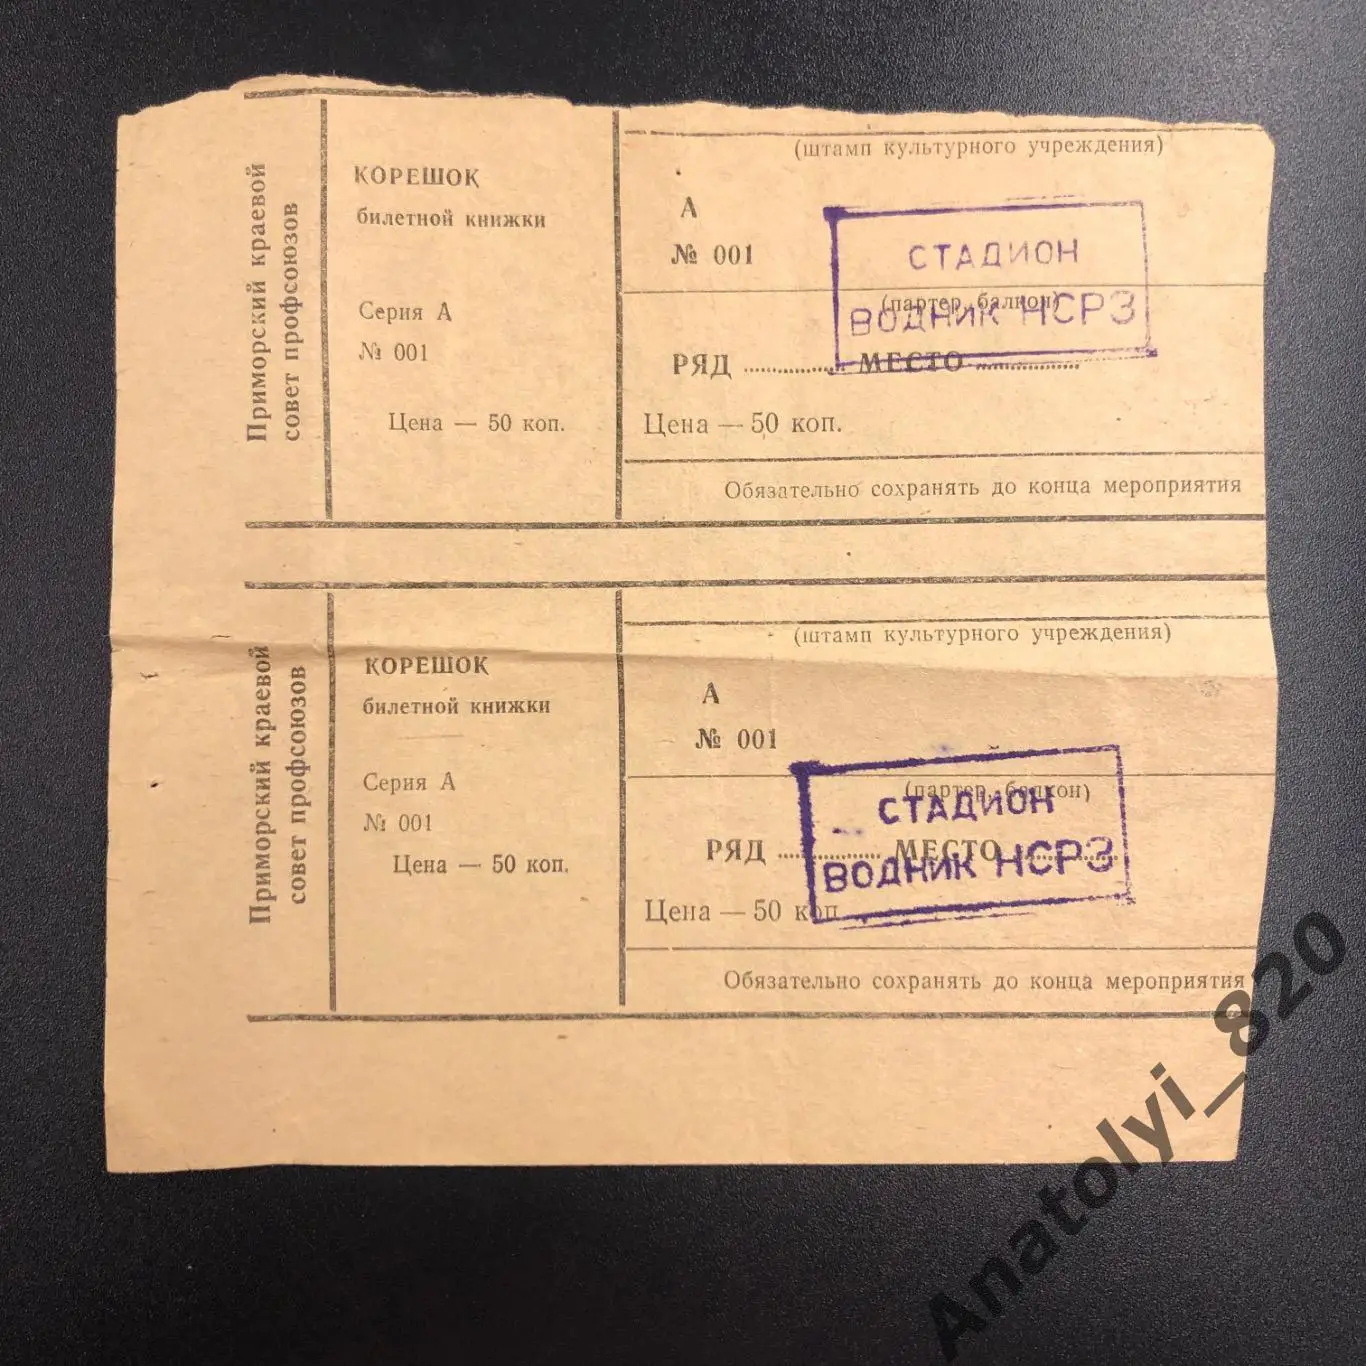 Приморский краевой
совет профсоюзов
КОРЕШОК
билетной книжки
Серия А
№ 001
Цена — 50 коп.
(штамп культурного учреждения)
А
№ 001
СТАДИОН
(партер, балкон)
ВОДНИК НСРЗ
РЯД .............. МЕСТО ..............
Цена — 50 коп.
Обязательно сохранять до конца мероприятия
Приморский краевой
совет профсоюзов
КОРЕШОК
билетной книжки
Серия А
№ 001
Цена — 50 коп.
(штамп культурного учреждения)
А
№ 001
(партер, балкон)
СТАДИОН
РЯД .............. МЕСТО ..............
ВОДНИК НСРЗ
Цена — 50 коп.
Обязательно сохранять до конца мероприятия
Anatolyi_820